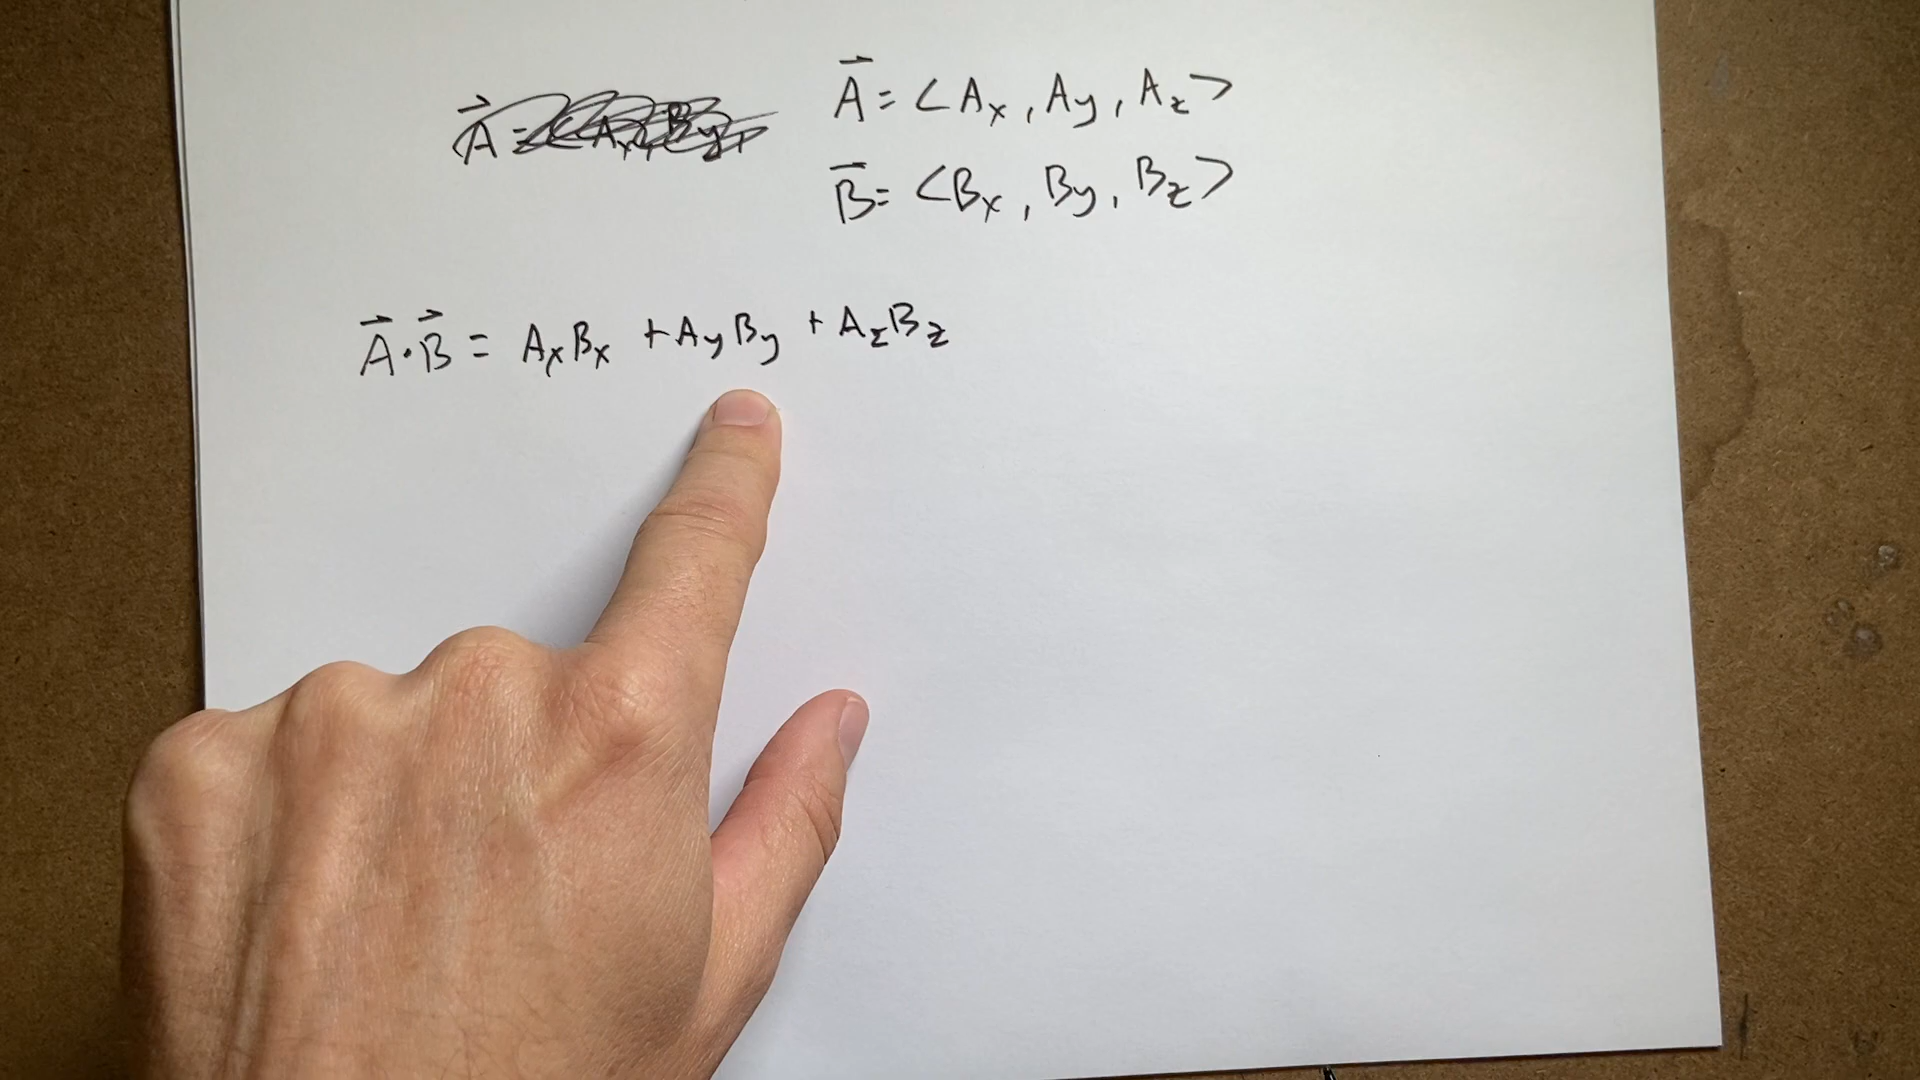 A⃗ = <Ax, Ay, Az>
B⃗ = <Bx, By, Bz>
A⃗·B⃗ = AxBx + AyBy + AzBz